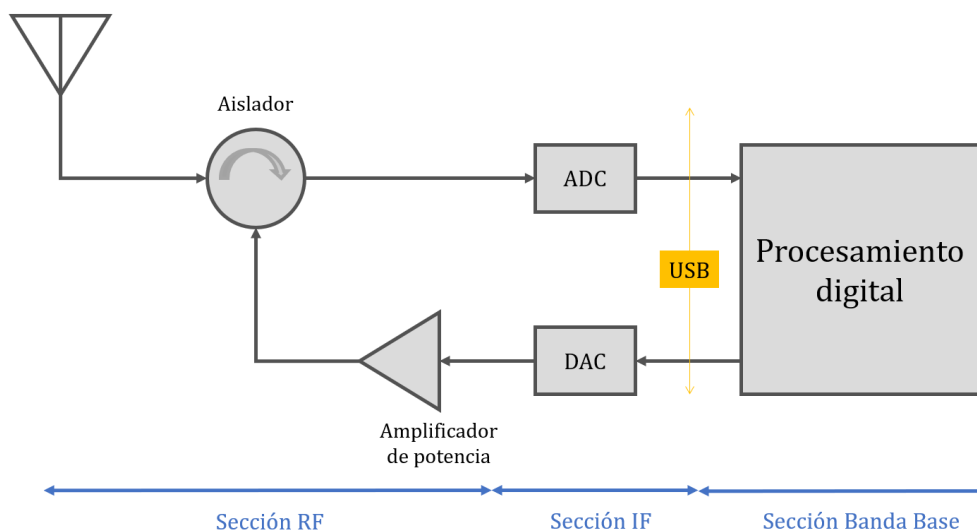 Aislador
ADC
USB
Procesamiento
digital
DAC
Amplificador
de potencia
Sección RF
Sección IF
Sección Banda Base